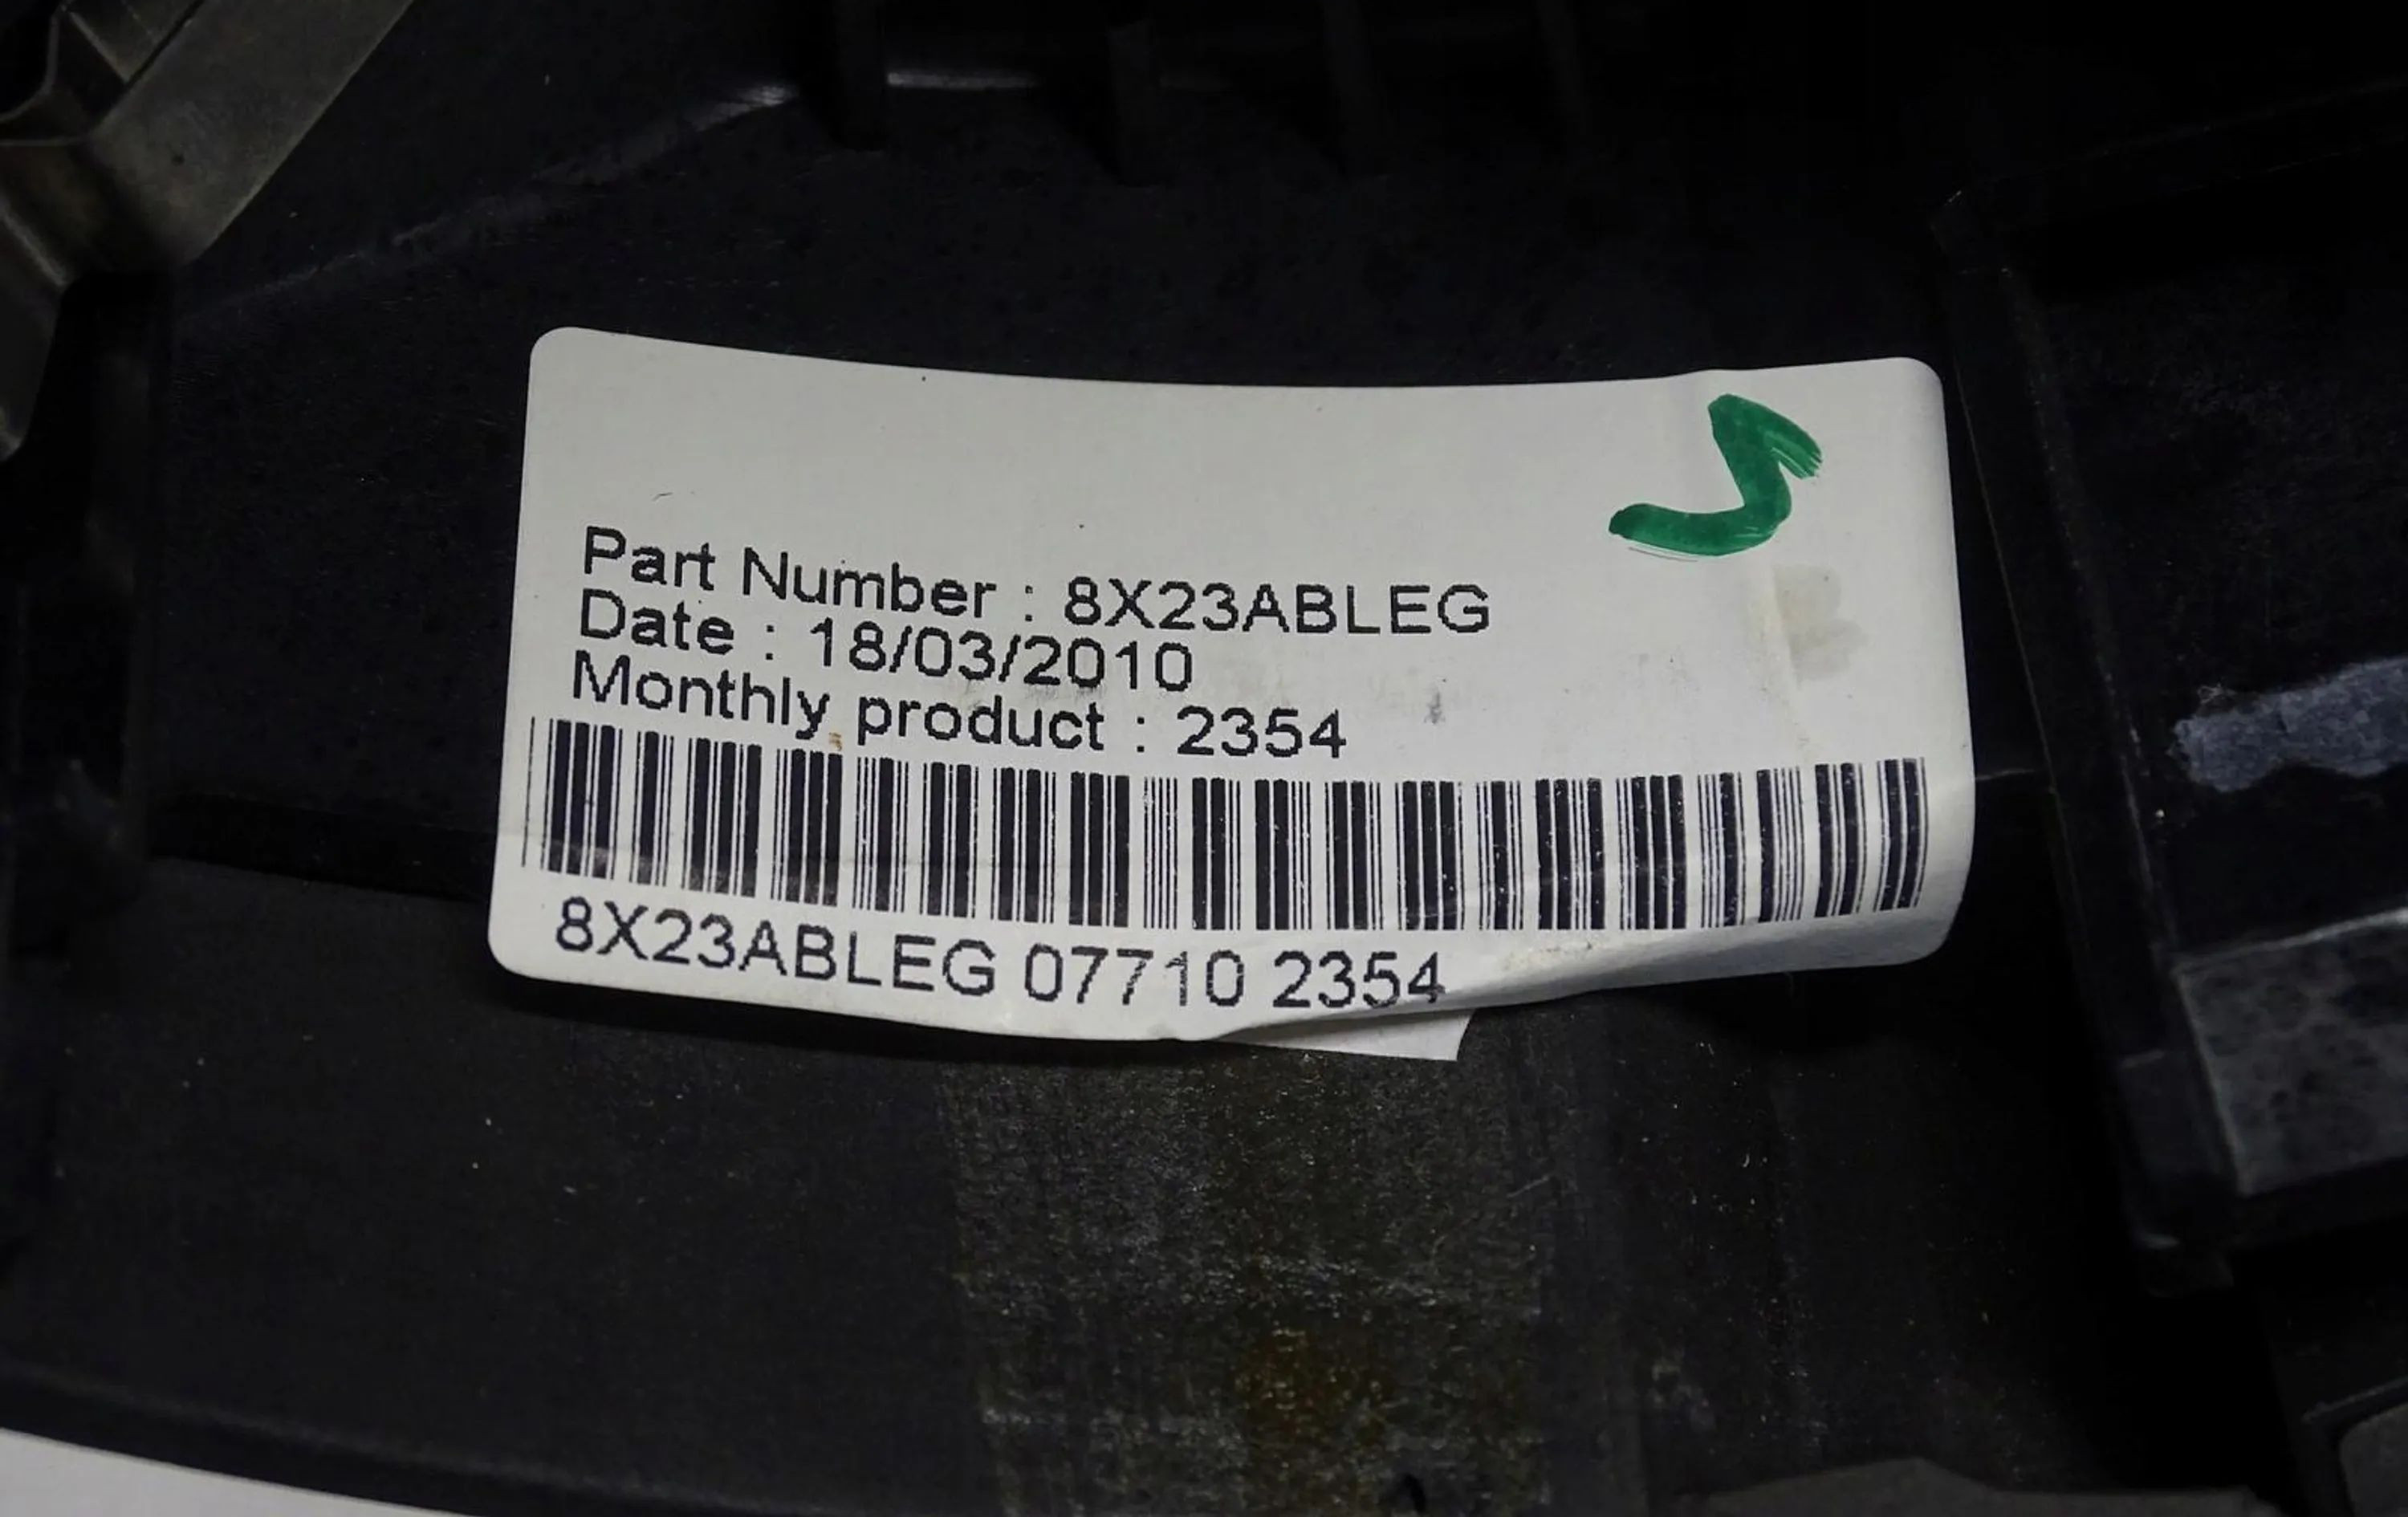 Part Number : 8X23ABLEG
Date : 18/03/2010
Monthly product : 2354
8X23ABLEG 07710 2354